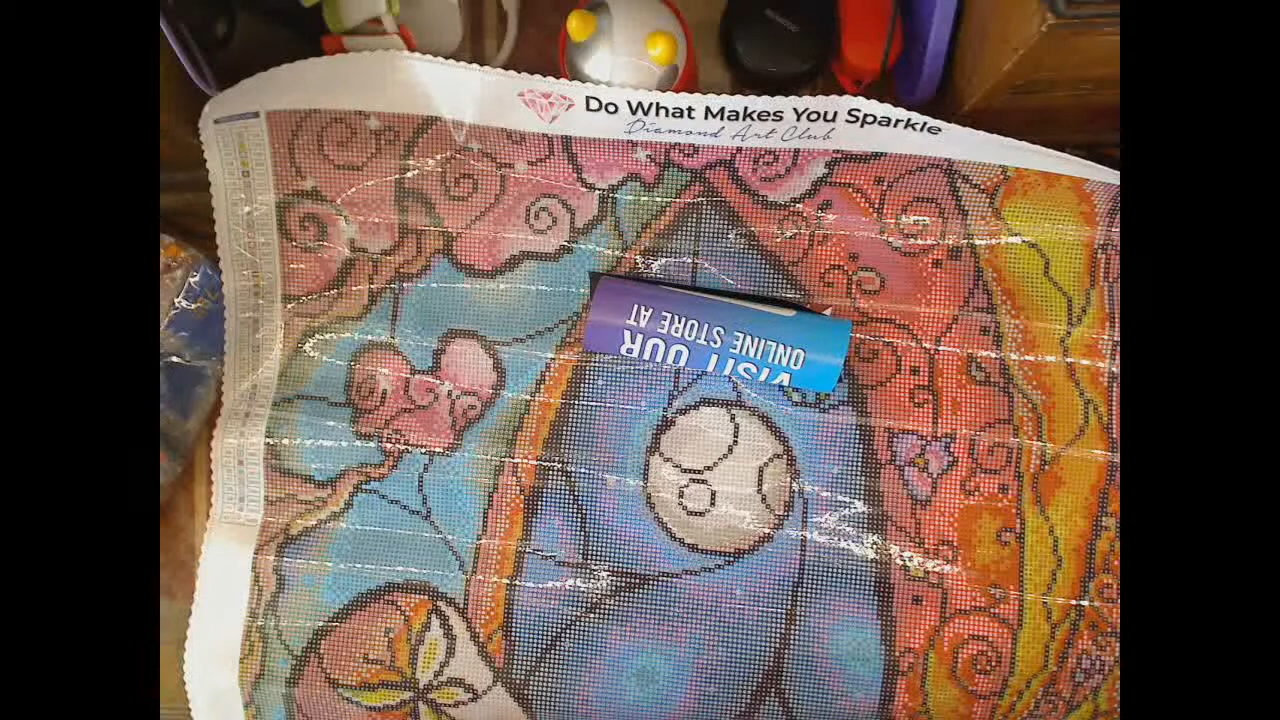 Do What Makes You Sparkle
Diamond Art Club
VISIT OUR
ONLINE STORE AT